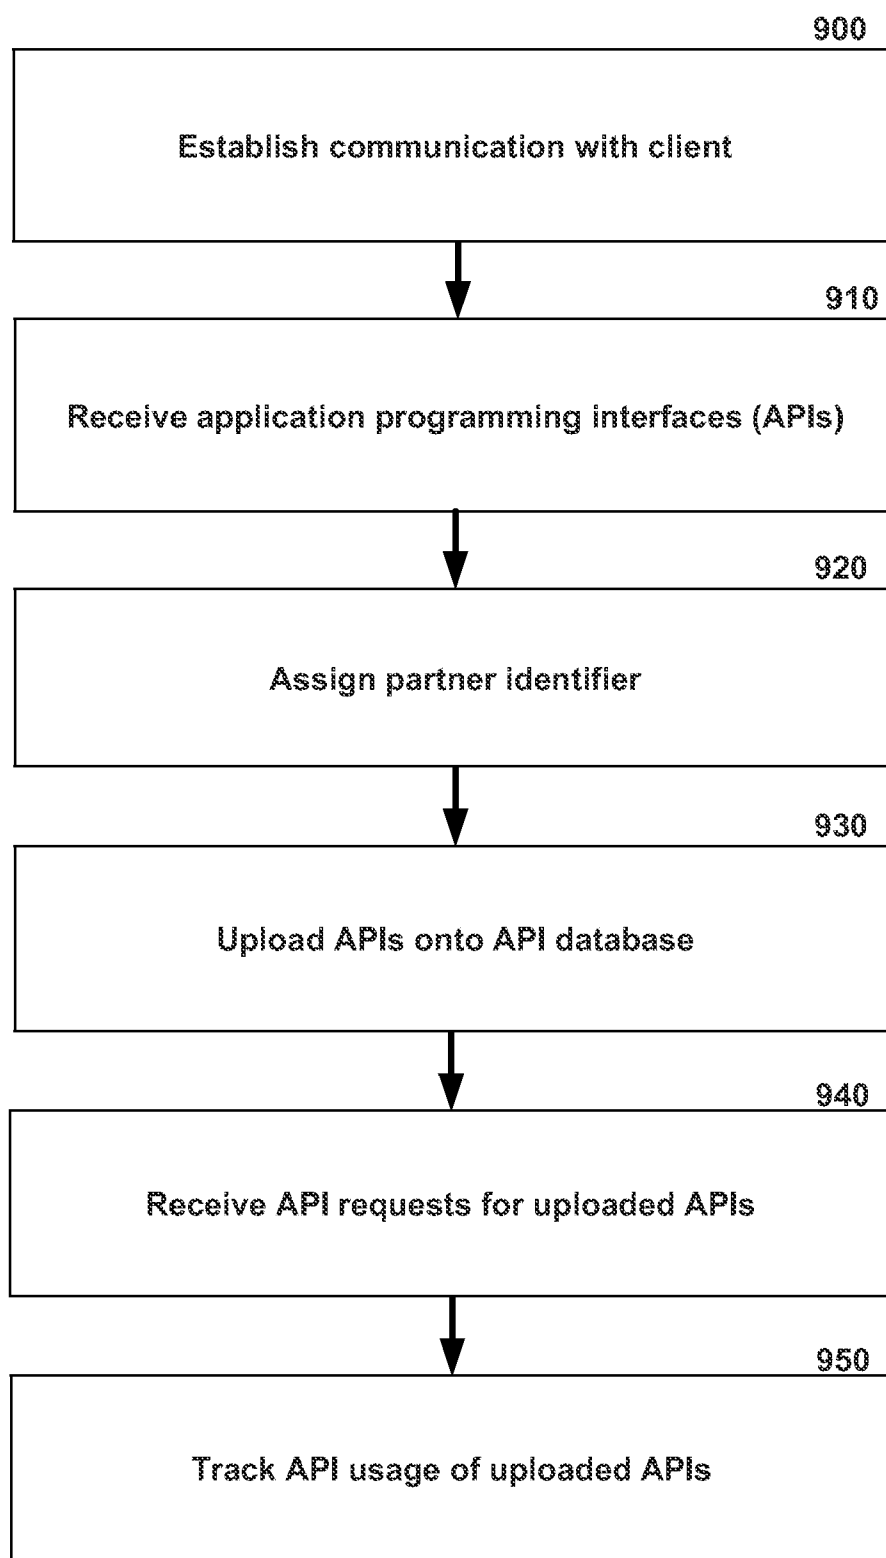 900
Establish communication with client
910
Receive application programming interfaces (APIs)
920
Assign partner identifier
930
Upload APIs onto API database
940
Receive API requests for uploaded APIs
950
Track API usage of uploaded APIs